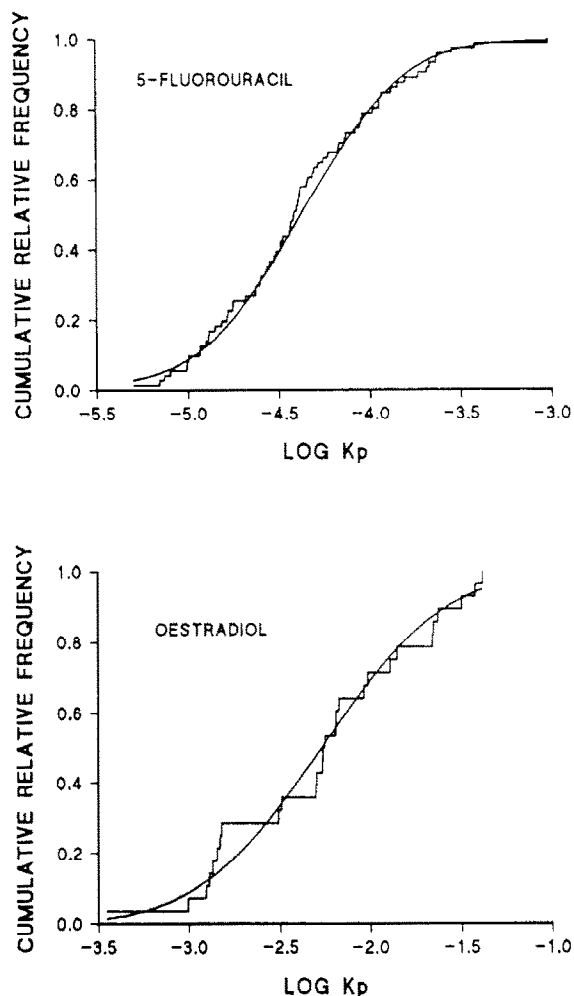 CUMULATIVE RELATIVE FREQUENCY
1.0
0.8
0.6
0.4
0.2
0.0
5-FLUOROURACIL
-5.5 -5.0 -4.5 -4.0 -3.5 -3.0
LOG Kp
CUMULATIVE RELATIVE FREQUENCY
1.0
0.8
0.6
0.4
0.2
0.0
OESTRADIOL
-3.5 -3.0 -2.5 -2.0 -1.5 -1.0
LOG Kp